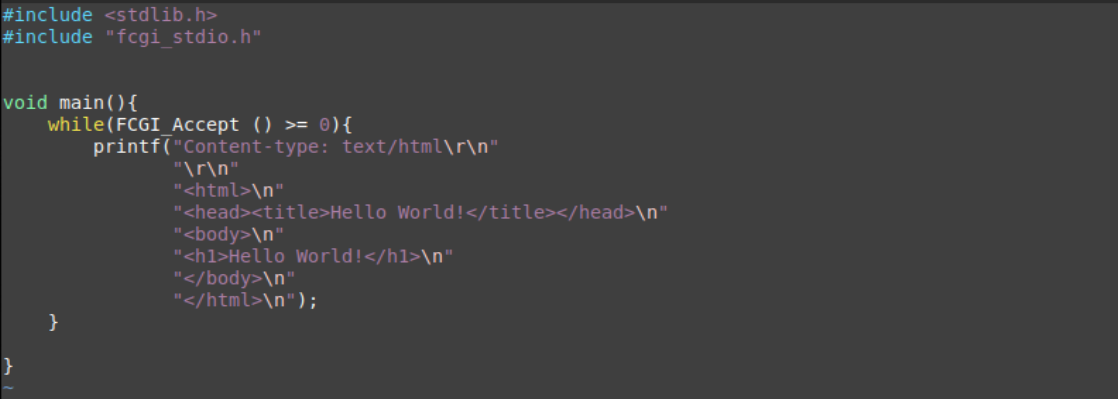 #include <stdlib.h>
#include "fcgi_stdio.h"
void main(){
    while(FCGI_Accept () >= 0){
        printf("Content-type: text/html\r\n"
               "\r\n"
               "<html>\n"
               "<head><title>Hello World!</title></head>\n"
               "<body>\n"
               "<h1>Hello World!</h1>\n"
               "</body>\n"
               "</html>\n");
    }
}
~